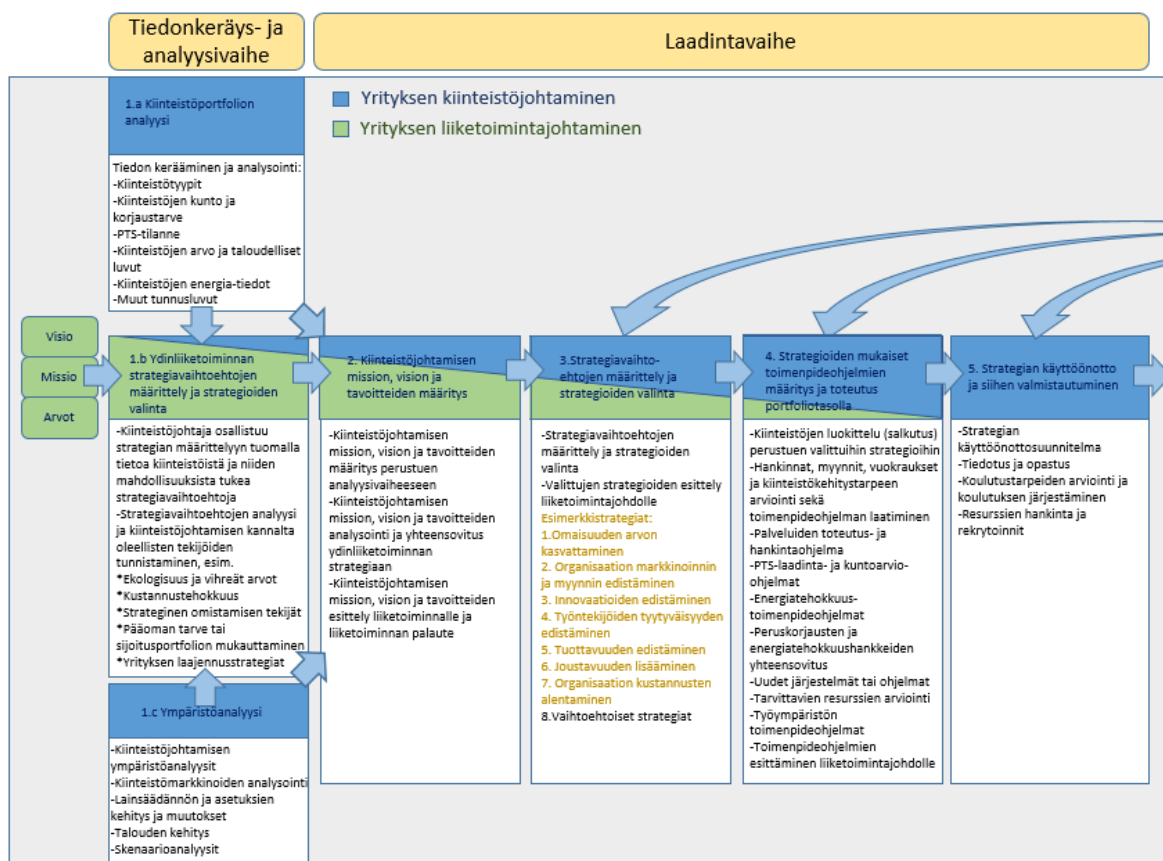 Tiedonkeräys- ja
analyysivaihe
Laadintavaihe
1.a Kiinteistöportfolion
analyysi
Tiedon kerääminen ja analysointi:
-Kiinteistötyypit
-Kiinteistöjen kunto ja
korjaustarve
-PTS-tilanne
-Kiinteistöjen arvo ja taloudelliset
luvut
-Kiinteistöjen energia-tiedot
-Muut tunnusluvut
Yrityksen kiinteistöjohtaminen
Yrityksen liiketoimintajohtaminen
Visio
Missio
Arvot
1.b Ydinliiketoiminnan
strategiavaihtoehtojen
määrittely ja strategioiden
valinta
-Kiinteistöjohtaja osallistuu
strategian määrittelyyn tuomalla
tietoa kiinteistöistä ja niiden
mahdollisuuksista tukea
strategiavaihtoehtoja
-Strategiavaihtoehtojen analyysi
ja kiinteistöjohtamisen kannalta
oleellisten tekijöiden
tunnistaminen, esim.
*Ekologisuus ja vihreät arvot
*Kustannustehokkuus
*Strateginen omistamisen tekijät
*Pääoman tarve tai
sijoitusportfolion mukauttaminen
*Yrityksen laajennusstrategiat
1.c Ympäristöanalyysi
-Kiinteistöjohtamisen
ympäristöanalyysit
-Kiinteistömarkkinoiden analysointi
-Lainsäädännön ja asetuksien
kehitys ja muutokset
-Talouden kehitys
-Skenaarioanalyysit
2. Kiinteistöjohtamisen
mission, vision ja
tavoitteiden määritys
-Kiinteistöjohtamisen
mission, vision ja tavoitteiden
määritys perustuen
analyysivaiheeseen
-Kiinteistöjohtamisen
mission, vision ja tavoitteiden
analysointi ja yhteensovitus
ydinliiketoiminnan
strategiaan
-Kiinteistöjohtamisen
mission, vision ja tavoitteiden
esittely liiketoiminnalle ja
liiketoiminnan palaute
3.Strategiavaihto-
ehtojen määrittely ja
strategioiden valinta
-Strategiavaihtoehtojen
määrittely ja strategioiden
valinta
-Valittujen strategioiden esittely
liiketoimintajohdolle
Esimerkkistrategiat:
1.Omaisuuden arvon
kasvattaminen
2. Organisaation markkinoinnin
ja myynnin edistäminen
3. Innovaatioiden edistäminen
4. Työntekijöiden tyytyväisyyden
edistäminen
5. Tuottavuuden edistäminen
6. Joustavuuden lisääminen
7. Organisaation kustannusten
alentaminen
8.Vaihtoehtoiset strategiat
4. Strategioiden mukaiset
toimenpideohjelmien
määritys ja toteutus
portfoliotasolla
-Kiinteistöjen luokittelu (salkutus)
perustuen valittuihin strategioihin
-Hankinnat, myynnit, vuokraukset
ja kiinteistökehitystarpeen
arviointi sekä
toimenpideohjelman laatiminen
-Palveluiden toteutus- ja
hankintaohjelma
-PTS-laadinta- ja kuntoarvio-
ohjelmat
-Energiatehokkuus-
toimenpideohjelmat
-Peruskorjausten ja
energiatehokkuushankkeiden
yhteensovitus
-Uudet järjestelmät tai ohjelmat
-Tarvittavien resurssien arviointi
-Työympäristön
toimenpideohjelmat
-Toimenpideohjelmien
esittäminen liiketoimintajohdolle
5. Strategian käyttöönotto
ja siihen valmistautuminen
-Strategian
käyttöönottosuunnitelma
-Tiedotus ja opastus
-Koulutustarpeiden arviointi ja
koulutuksen järjestäminen
-Resurssien hankinta ja
rekrytoinnit